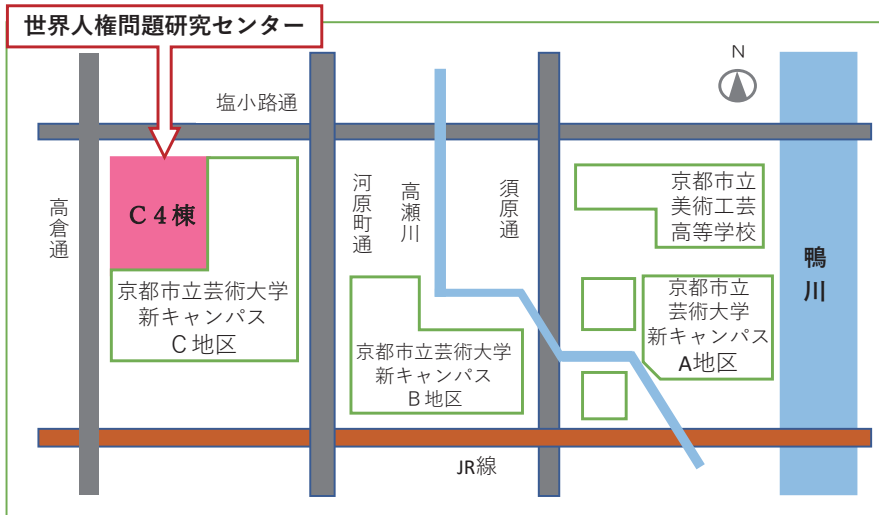 世界人権問題研究センター
N
塩小路通
高倉通
C4棟
京都市立芸術大学
新キャンパス
C地区
河原町通
高瀬川
須原通
京都市立
美術工芸
高等学校
鴨川
京都市立
芸術大学
新キャンパス
A地区
京都市立芸術大学
新キャンパス
B地区
JR線